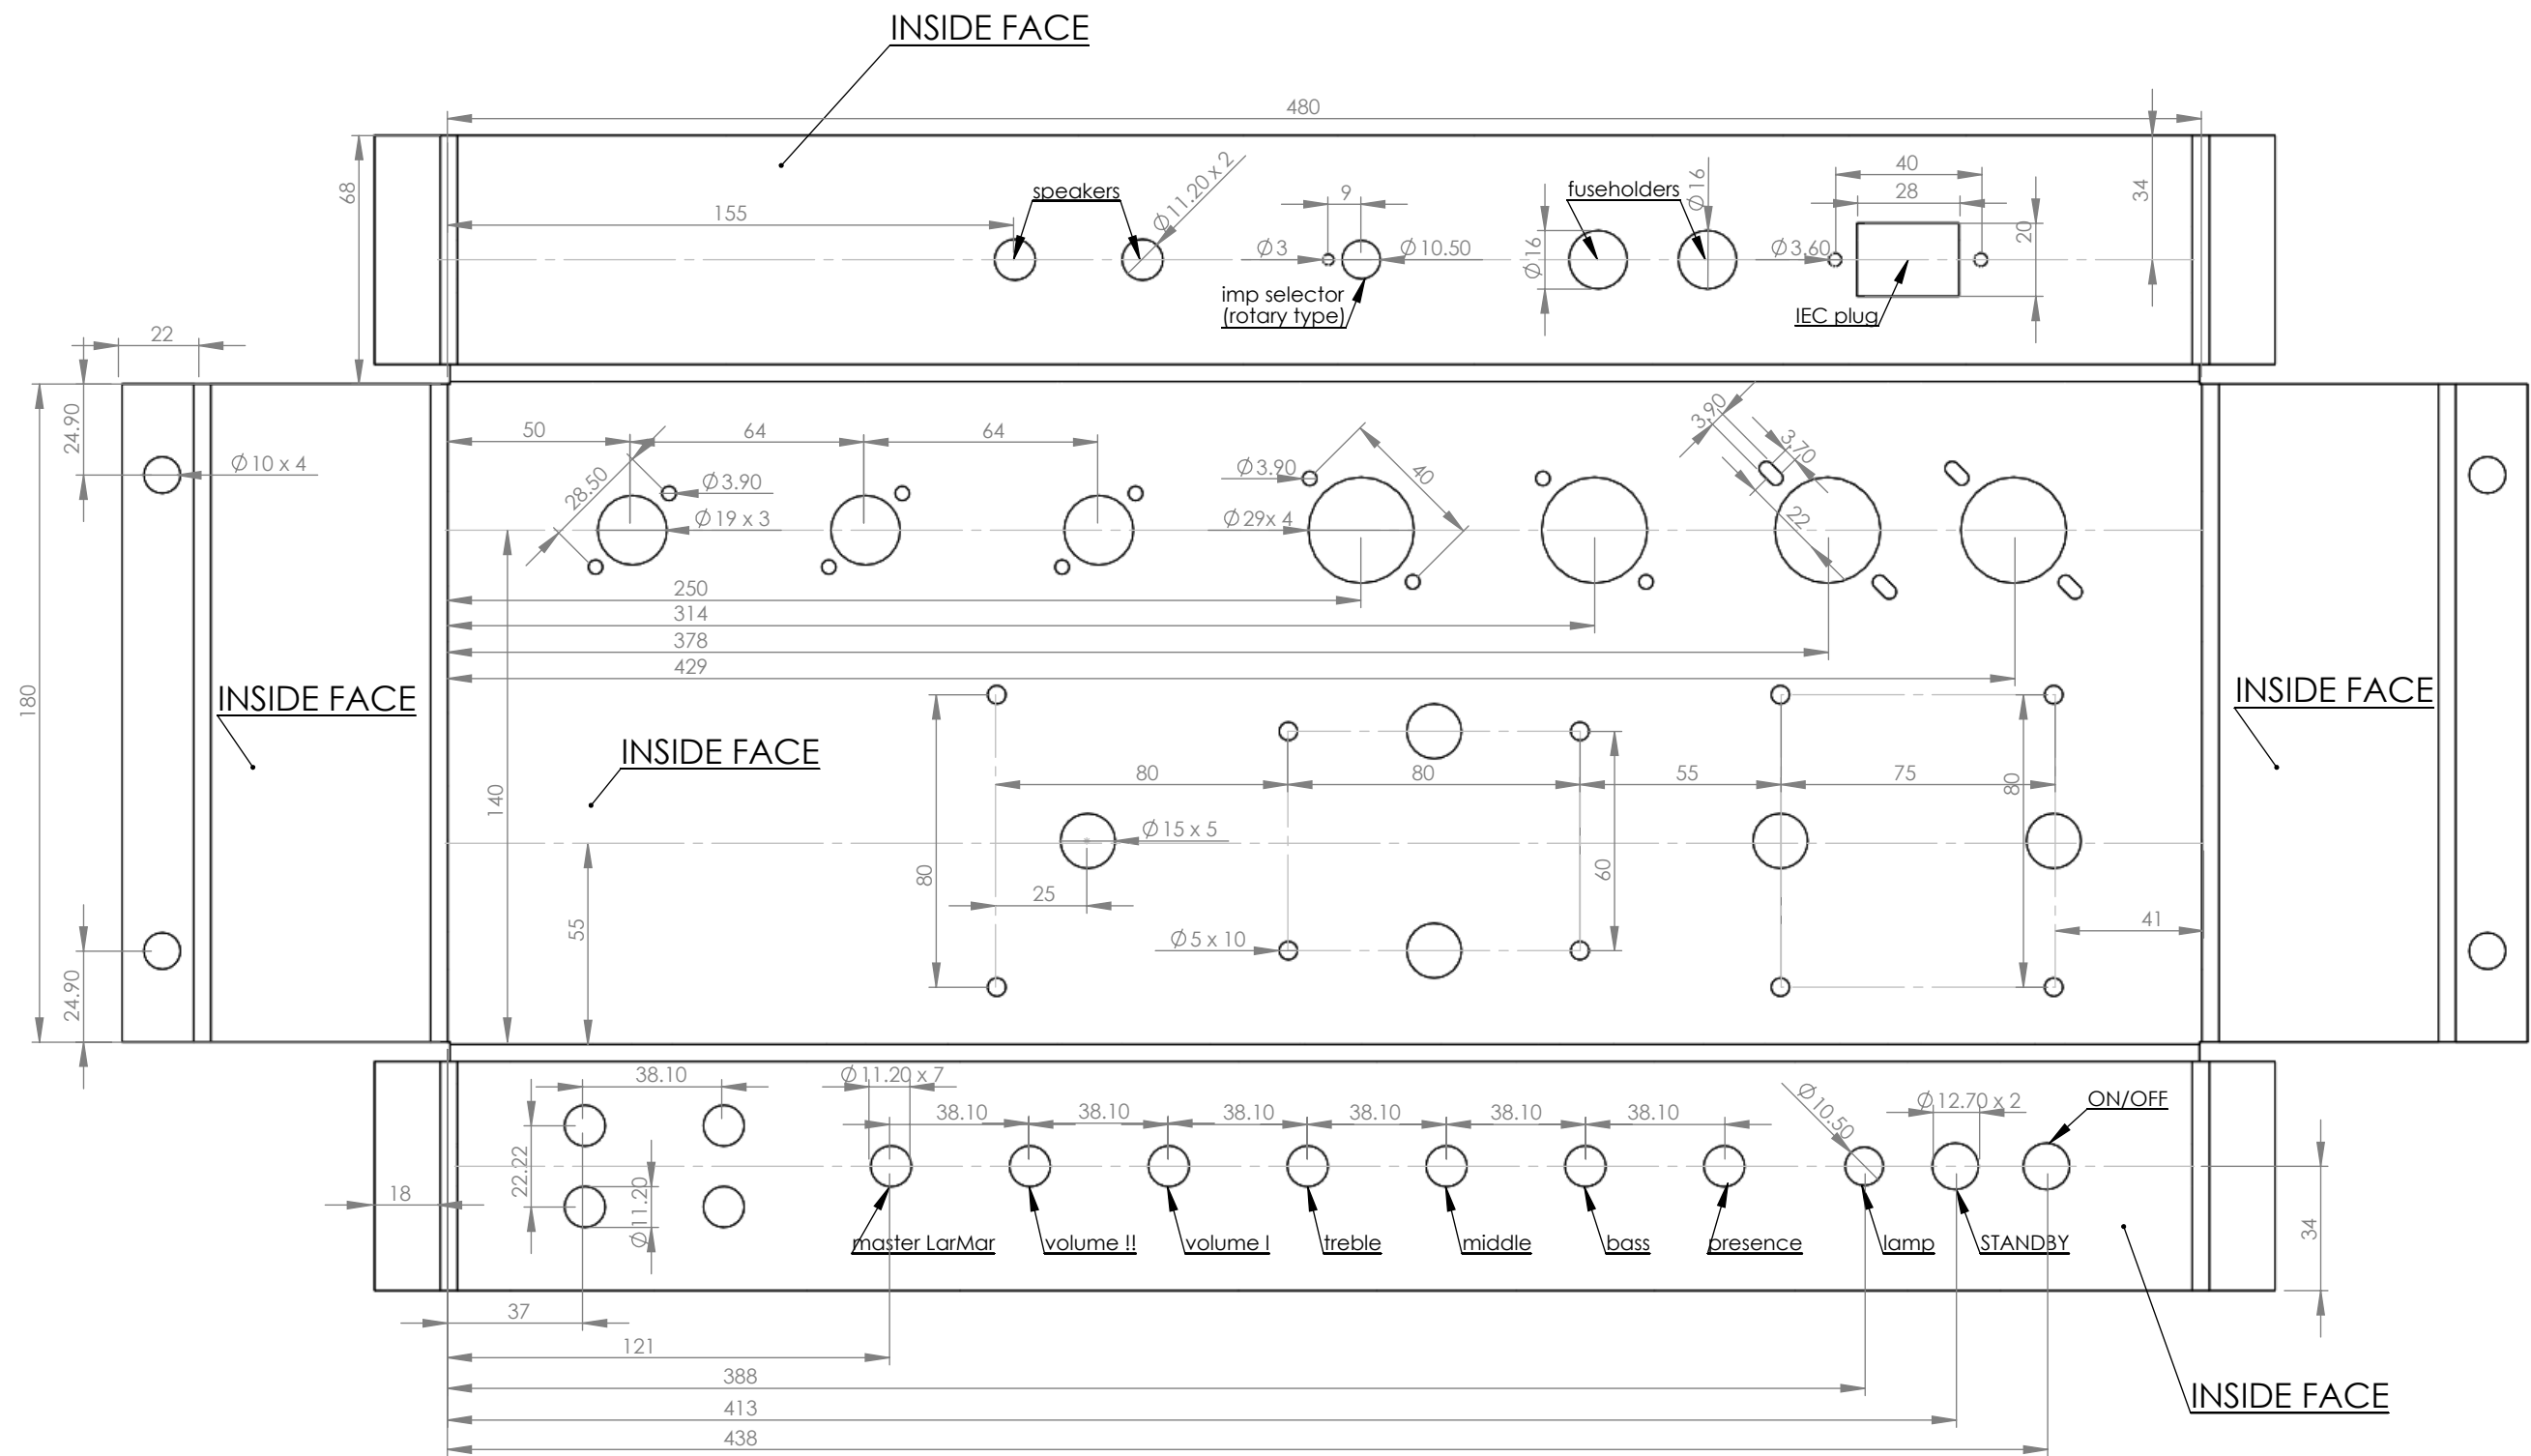 INSIDE FACE
480
68
155
speakers
Ø11.20 x 2
9
Ø3
Ø10.50
imp selector
(rotary type)
fuseholders
Ø16
Ø16
Ø3.60
40
28
20
IEC plug
34
22
24.90
Ø10 x 4
180
24.90
INSIDE FACE
50
64
64
28.50
Ø3.90
Ø19 x 3
Ø3.90
Ø29x 4
40
3.90
3.70
22
250
314
378
429
INSIDE FACE
INSIDE FACE
140
55
80
80
80
55
75
80
Ø15 x 5
25
60
Ø5 x 10
41
38.10
22.22
Ø11.20
18
Ø11.20 x 7
38.10
38.10
38.10
38.10
38.10
38.10
Ø10.50
Ø12.70 x 2
ON/OFF
master LarMar
volume !!
volume I
treble
middle
bass
presence
lamp
STANDBY
34
37
121
388
413
438
INSIDE FACE